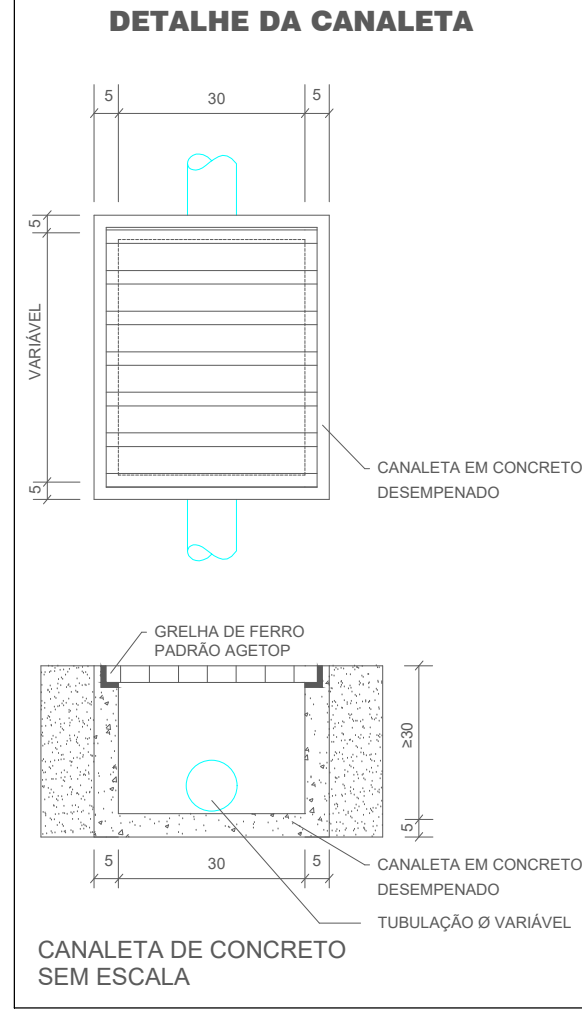 DETALHE DA CANALETA
5 30 5
5
VARIÁVEL
5
CANALETA EM CONCRETO
DESEMPENADO
GRELHA DE FERRO
PADRÃO AGETOP
≥30
5
5 30 5
CANALETA EM CONCRETO
DESEMPENADO
TUBULAÇÃO Ø VARIÁVEL
CANALETA DE CONCRETO
SEM ESCALA